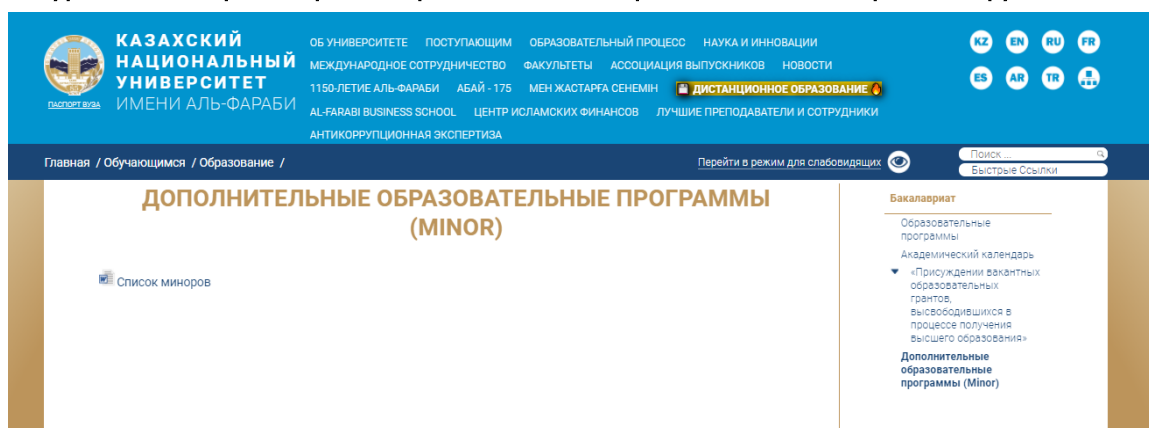 КАЗАХСКИЙ
НАЦИОНАЛЬНЫЙ
УНИВЕРСИТЕТ
ИМЕНИ АЛЬ-ФАРАБИ
ПАСПОРТ ВУЗА
ОБ УНИВЕРСИТЕТЕ ПОСТУПАЮЩИМ ОБРАЗОВАТЕЛЬНЫЙ ПРОЦЕСС НАУКА И ИННОВАЦИИ
МЕЖДУНАРОДНОЕ СОТРУДНИЧЕСТВО ФАКУЛЬТЕТЫ АССОЦИАЦИЯ ВЫПУСКНИКОВ НОВОСТИ
1150-ЛЕТИЕ АЛЬ-ФАРАБИ АБАЙ - 175 МЕН ЖАСТАРҒА СЕНЕМІН ДИСТАНЦИОННОЕ ОБРАЗОВАНИЕ
AL-FARABI BUSINESS SCHOOL ЦЕНТР ИСЛАМСКИХ ФИНАНСОВ ЛУЧШИЕ ПРЕПОДАВАТЕЛИ И СОТРУДНИКИ
АНТИКОРРУПЦИОННАЯ ЭКСПЕРТИЗА
KZ EN RU FR
ES AR TR
Главная / Обучающимся / Образование /
Перейти в режим для слабовидящих
Поиск ...
Быстрые Ссылки
ДОПОЛНИТЕЛЬНЫЕ ОБРАЗОВАТЕЛЬНЫЕ ПРОГРАММЫ
(MINOR)
Список миноров
Бакалавриат
Образовательные
программы
Академический календарь
«Присуждении вакантных
образовательных
грантов,
высвободившихся в
процессе получения
высшего образования»
Дополнительные
образовательные
программы (Minor)